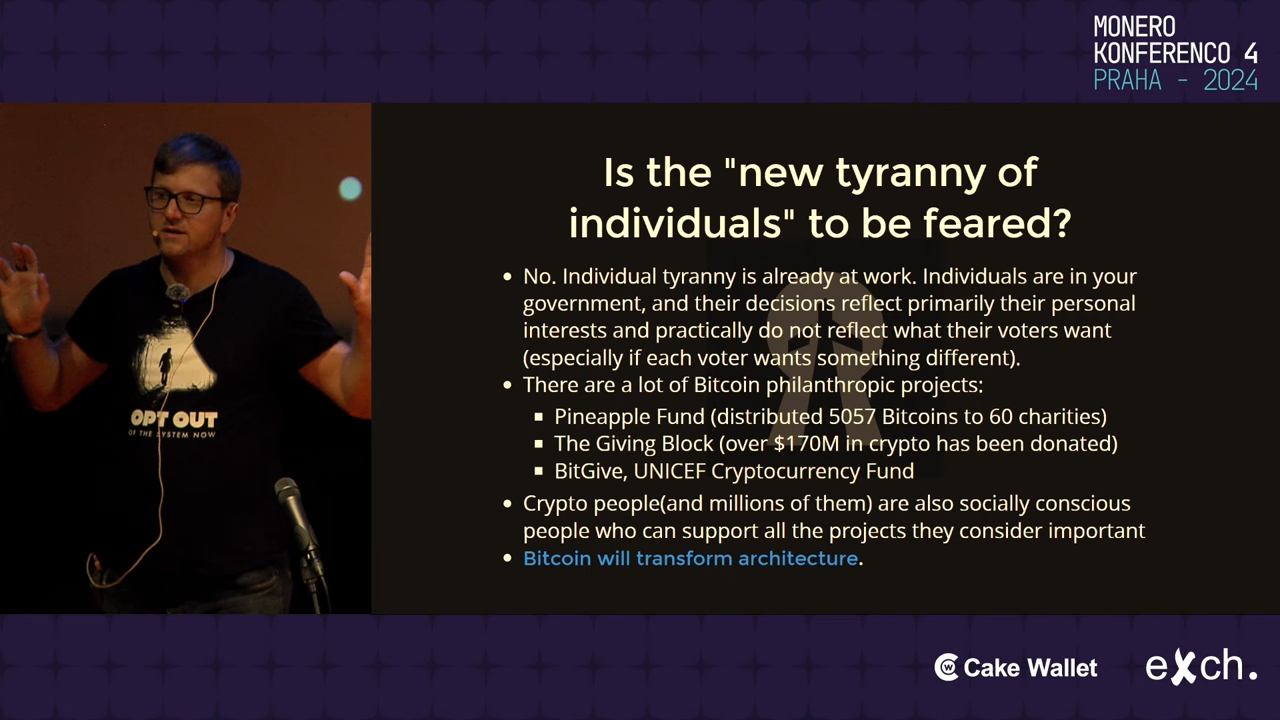 MONERO
KONFERENCO 4
PRAHA - 2024
Is the "new tyranny of
individuals" to be feared?
No. Individual tyranny is already at work. Individuals are in your
government, and their decisions reflect primarily their personal
interests and practically do not reflect what their voters want
(especially if each voter wants something different).
There are a lot of Bitcoin philanthropic projects:
Pineapple Fund (distributed 5057 Bitcoins to 60 charities)
The Giving Block (over $170M in crypto has been donated)
BitGive, UNICEF Cryptocurrency Fund
Crypto people(and millions of them) are also socially conscious
people who can support all the projects they consider important
Bitcoin will transform architecture.
OPT OUT
OF THE SYSTEM NOW
Cake Wallet
eXch.